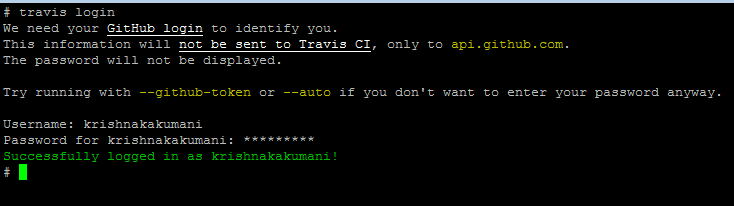 # travis login
We need your GitHub login to identify you.
This information will not be sent to Travis CI, only to api.github.com.
The password will not be displayed.
Try running with --github-token or --auto if you don't want to enter your password anyway.
Username: krishnakakumani
Password for krishnakakumani: *********
Successfully logged in as krishnakakumani!
#